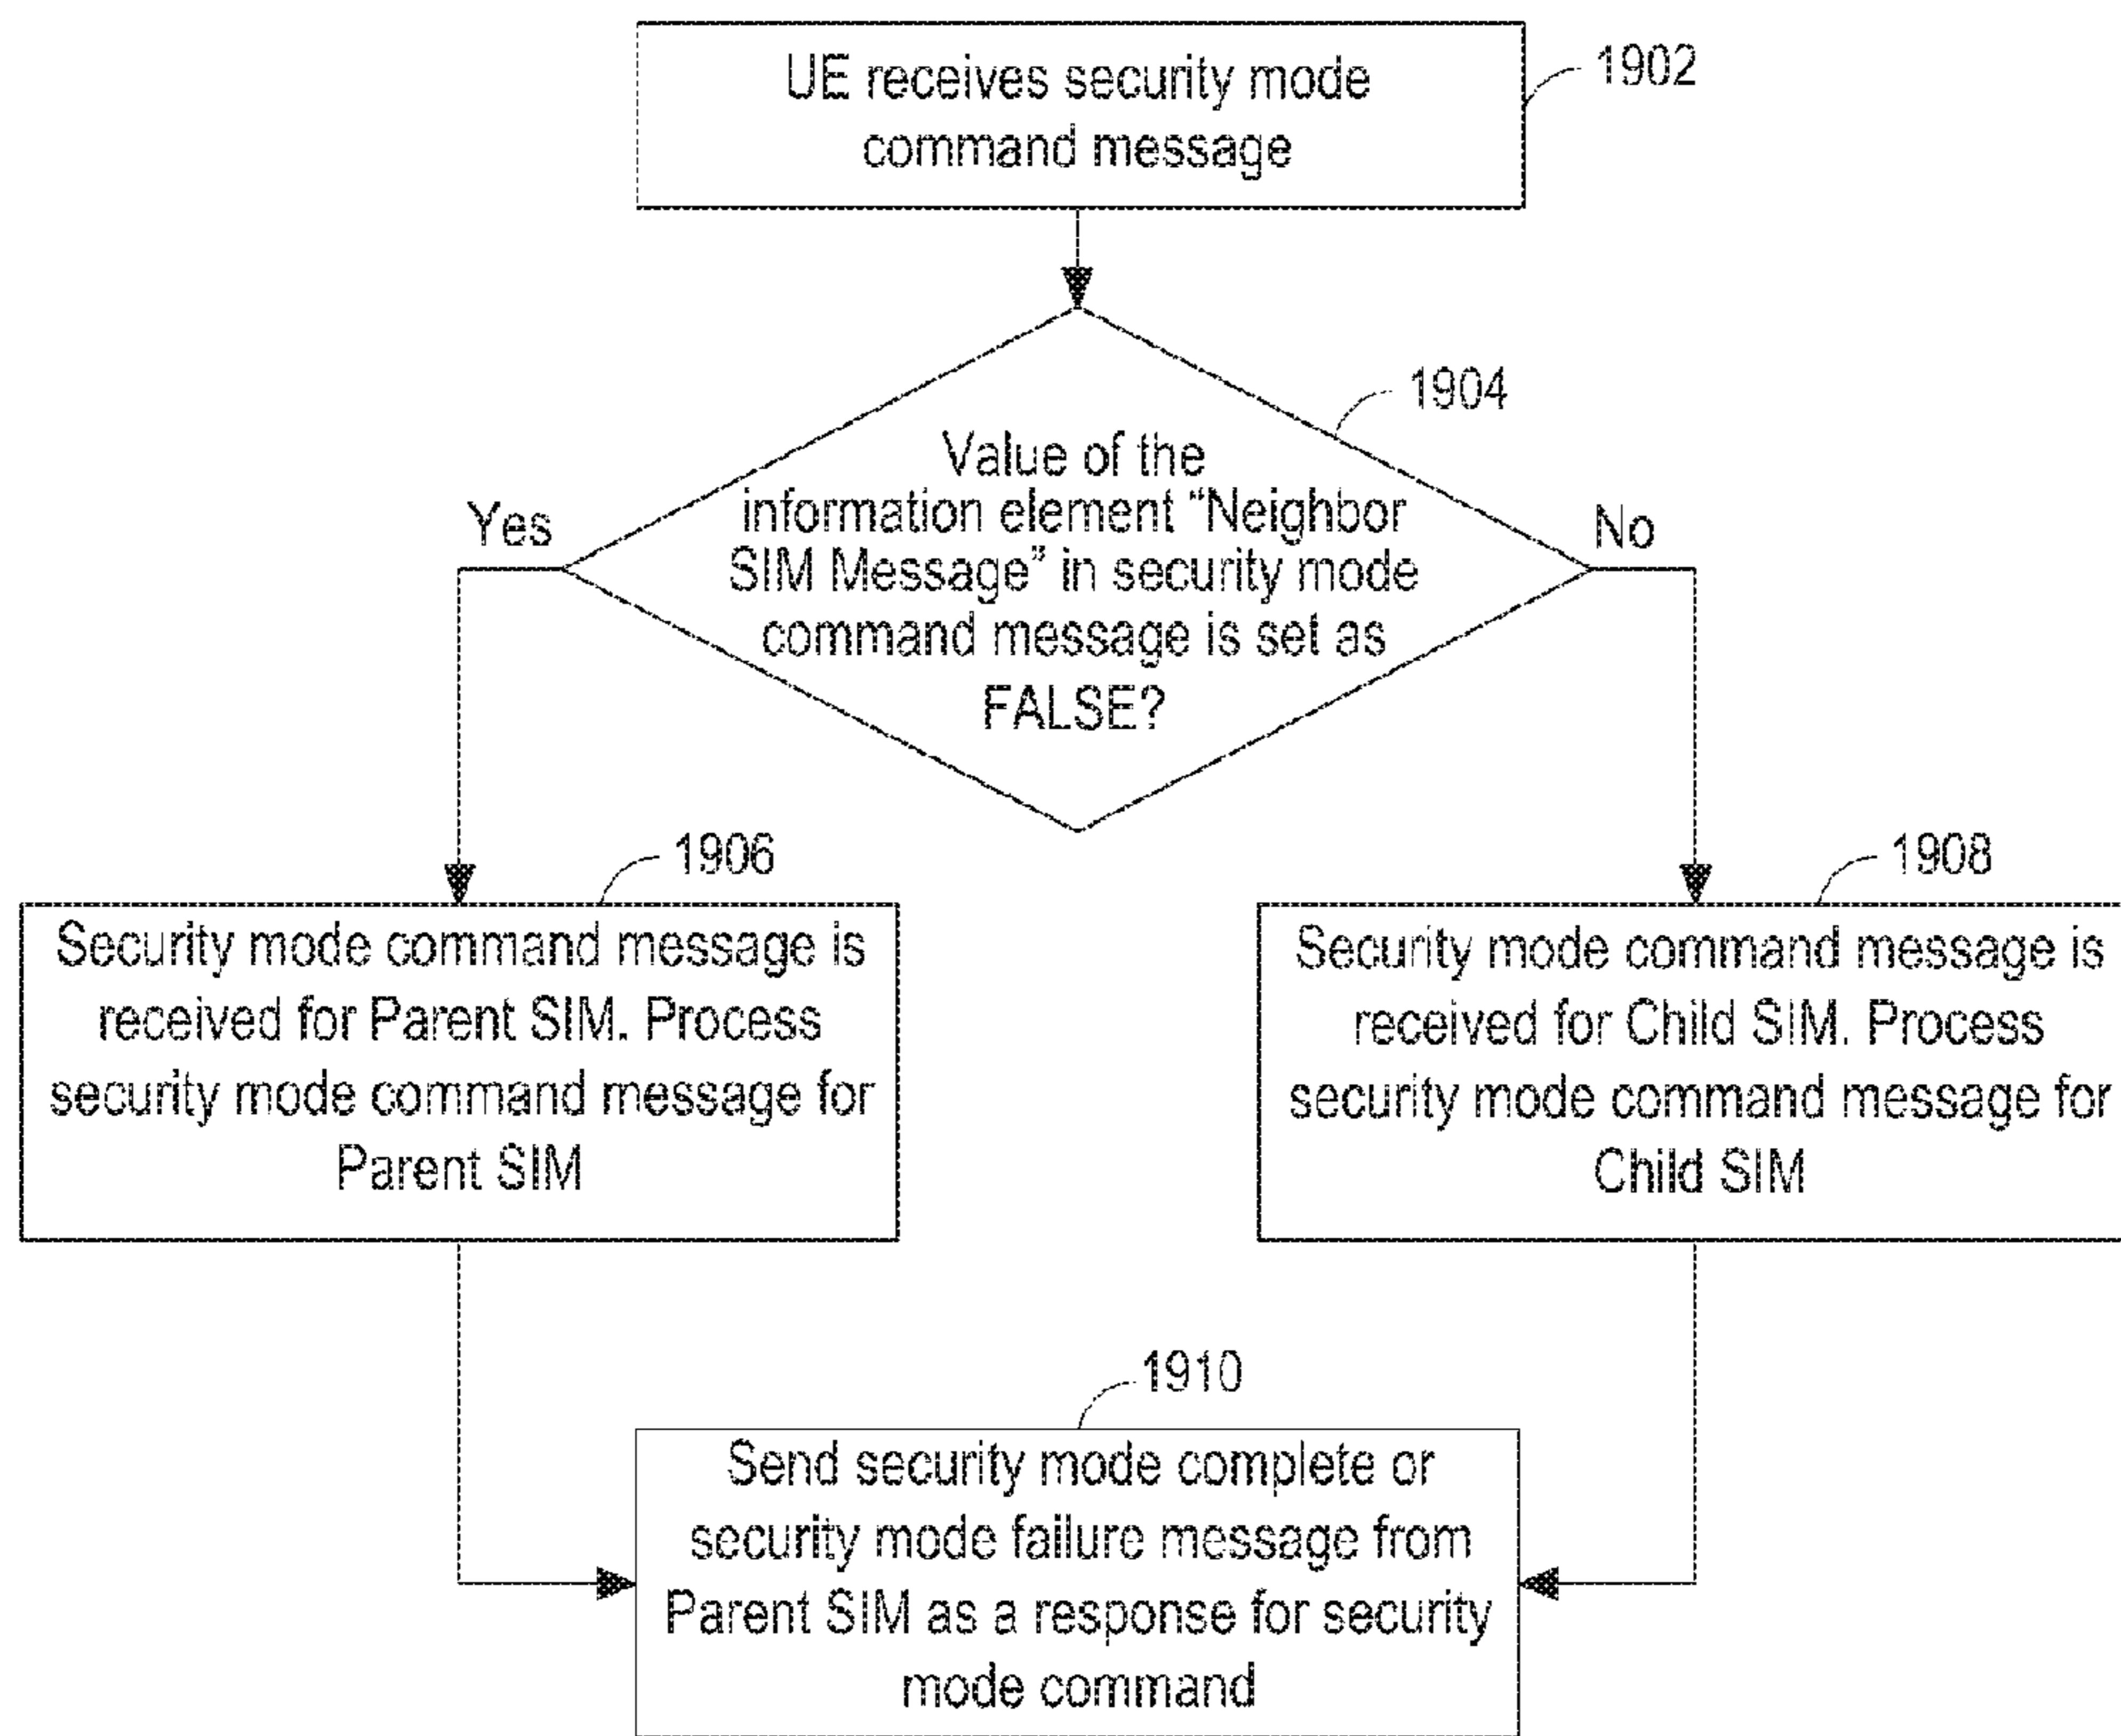 UE receives security mode
command message
1902
1904
Value of the
information element “Neighbor
SIM Message” in security mode
command message is set as
FALSE?
Yes
No
1906
Security mode command message is
received for Parent SIM. Process
security mode command message for
Parent SIM
1908
Security mode command message is
received for Child SIM. Process
security mode command message for
Child SIM
1910
Send security mode complete or
security mode failure message from
Parent SIM as a response for security
mode command